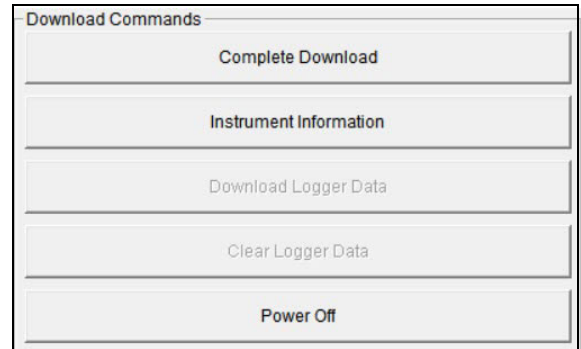 Download Commands
Complete Download
Instrument Information
Download Logger Data
Clear Logger Data
Power Off